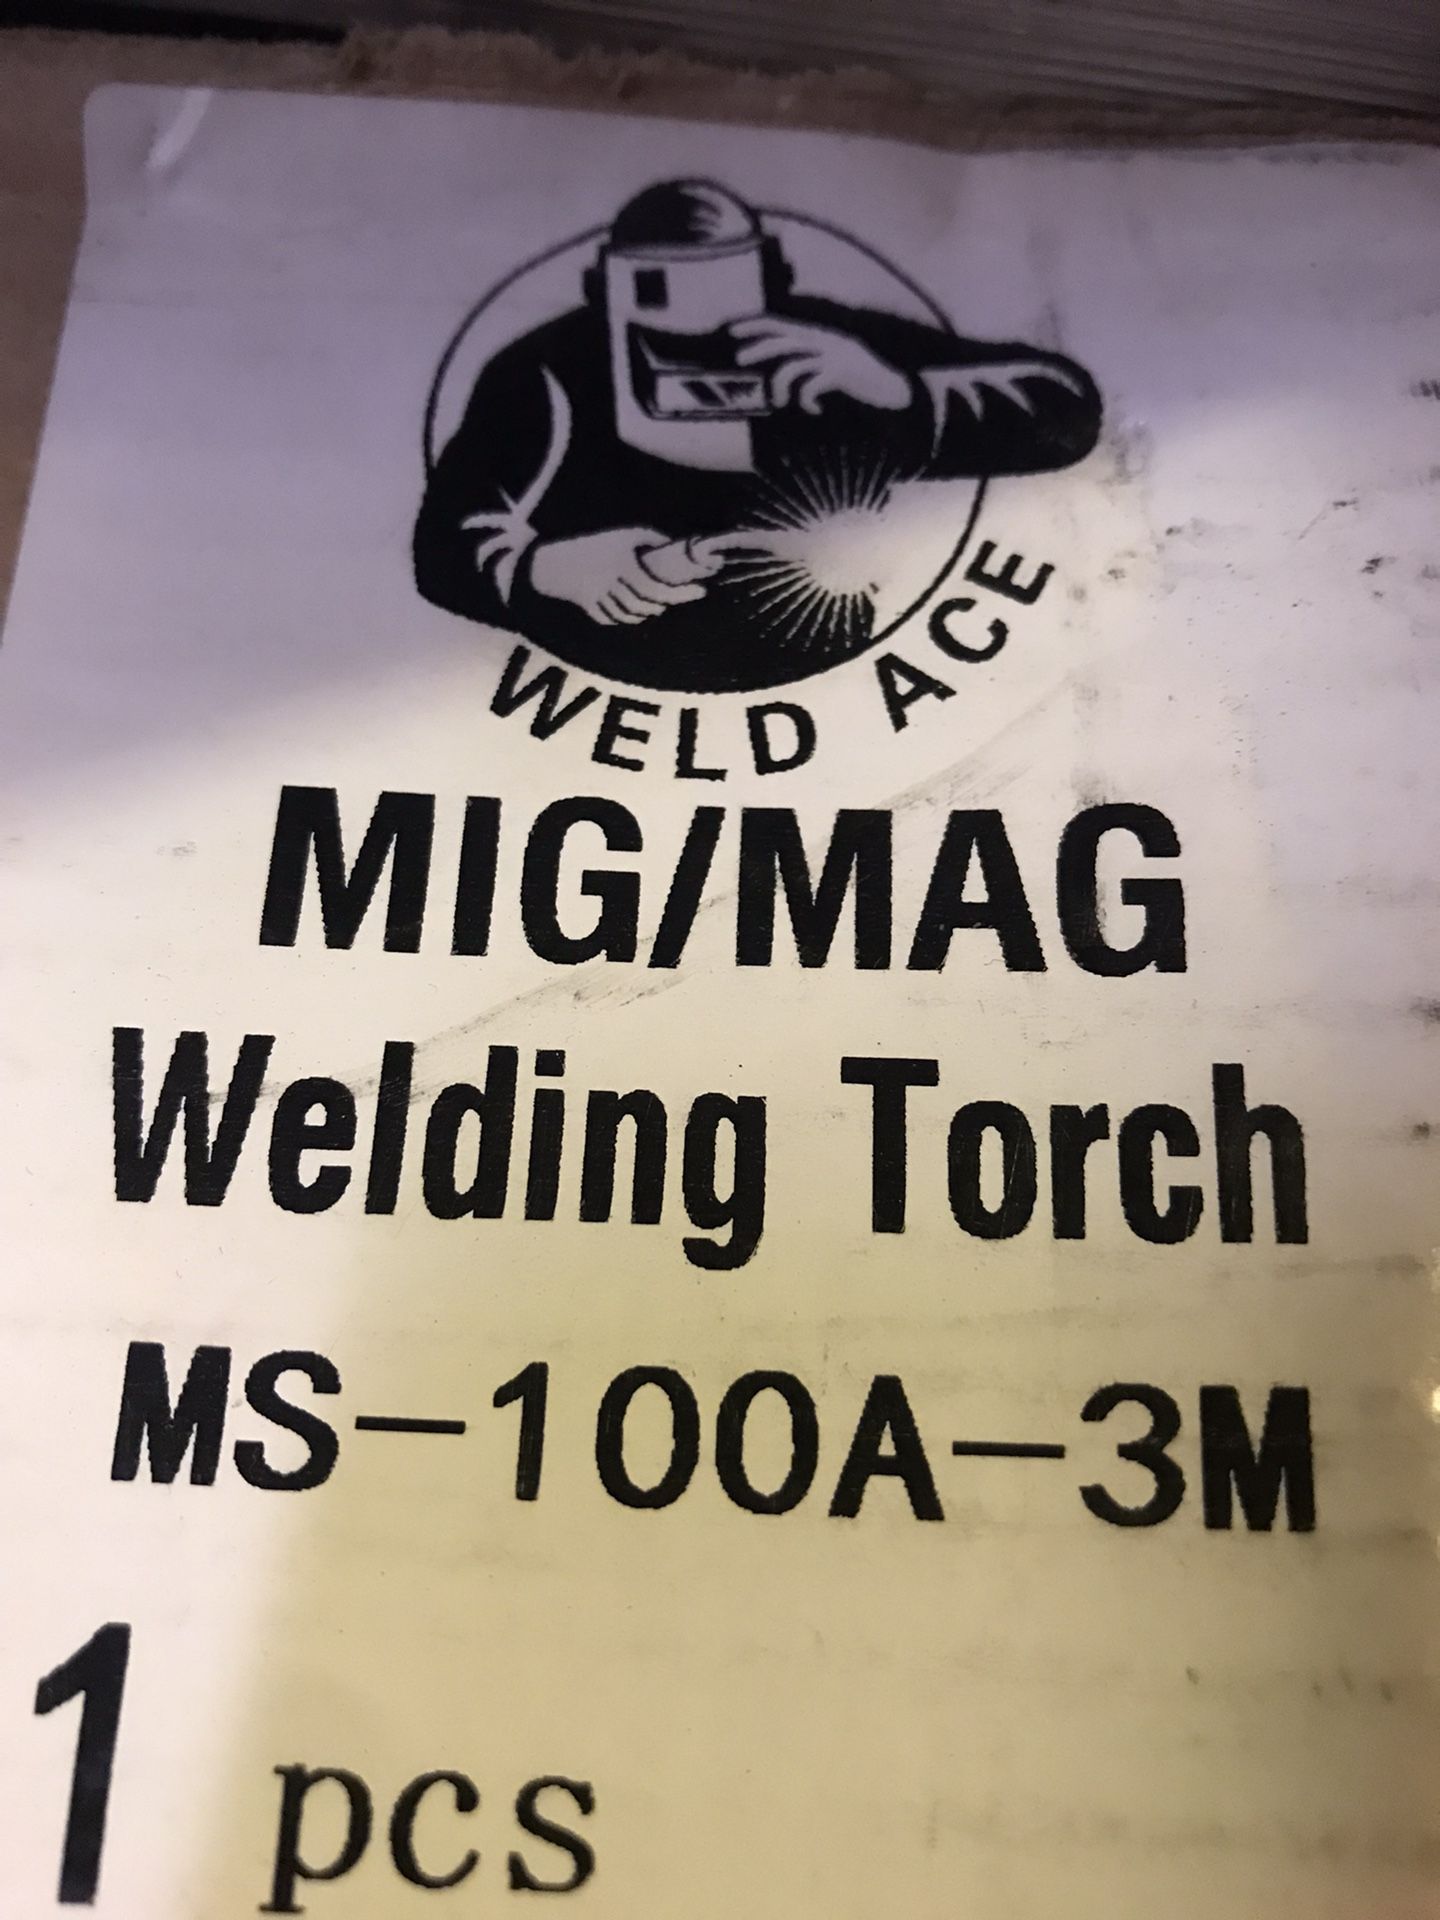 WELD ACE
MIG/MAG
Welding Torch
MS-100A-3M
1 pcs